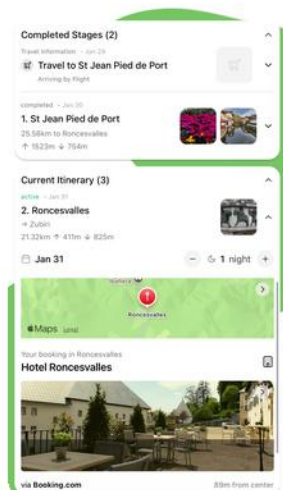 Completed Stages (2)
Travel Information - Jan 29
Travel to St Jean Pied de Port
Arriving by flight
completed - Jan 30
1. St Jean Pied de Port
25.58km to Roncesvalles
↑ 1523m ↓ 764m
Current Itinerary (3)
active - Jan 31
2. Roncesvalles
→ Zubiri
21.32km ↑ 411m ↓ 825m
Jan 31
− 1 night +
Roncesvalles
Maps LEGAL
Your booking in Roncesvalles
Hotel Roncesvalles
via Booking.com
89m from center